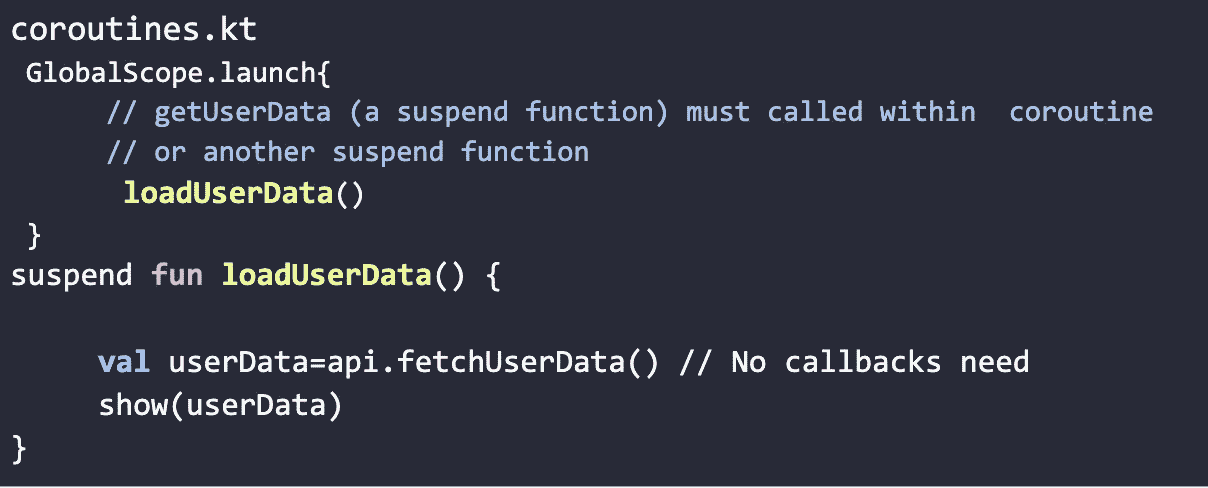 coroutines.kt
GlobalScope.launch{
// getUserData (a suspend function) must called within coroutine
// or another suspend function
loadUserData()
}
suspend fun loadUserData() {
val userData=api.fetchUserData() // No callbacks need
show(userData)
}